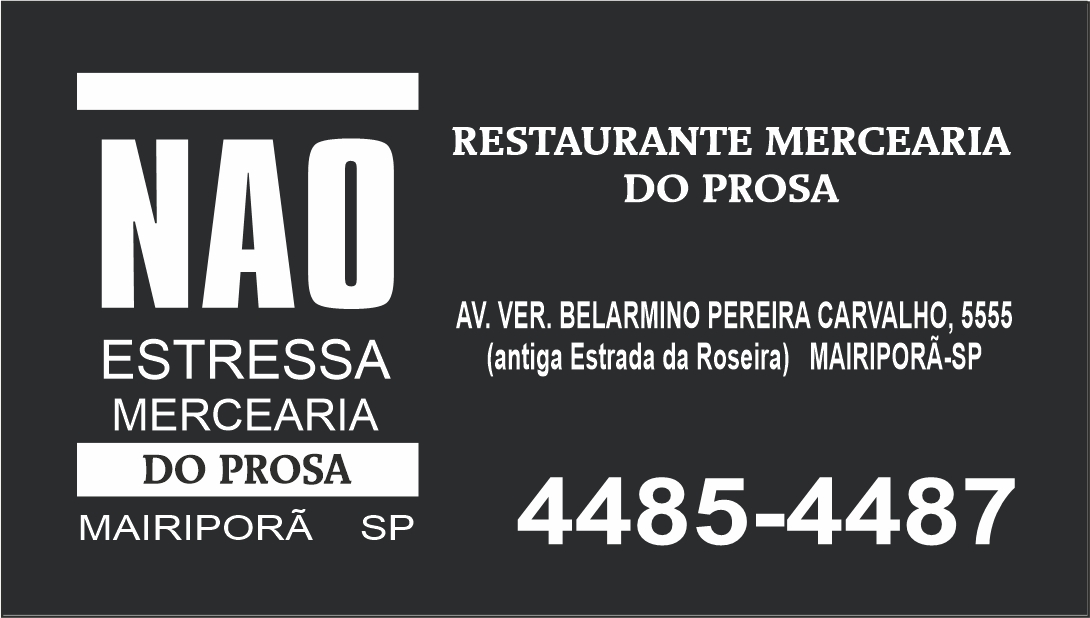 NAO
ESTRESSA
MERCEARIA
DO PROSA
MAIRIPORÃ SP
RESTAURANTE MERCEARIA
DO PROSA
AV. VER. BELARMINO PEREIRA CARVALHO, 5555
(antiga Estrada da Roseira) MAIRIPORÃ-SP
4485-4487